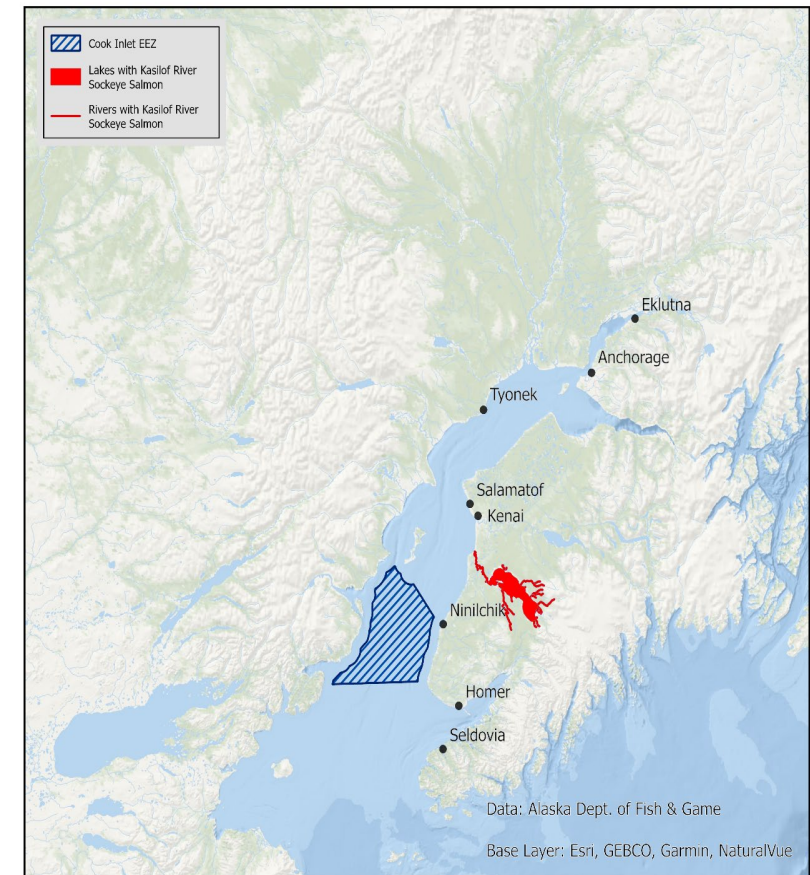 Cook Inlet EEZ
Lakes with Kasilof River
Sockeye Salmon
Rivers with Kasilof River
Sockeye Salmon
Eklutna
Anchorage
Tyonek
Salamatof
Kenai
Ninilchik
Homer
Seldovia
Data: Alaska Dept. of Fish & Game
Base Layer: Esri, GEBCO, Garmin, NaturalVue